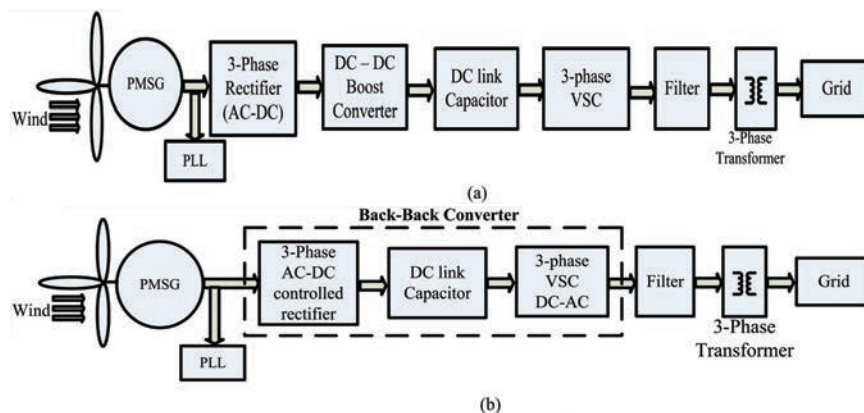 Wind
PMSG
PLL
3-Phase
Rectifier
(AC-DC)
DC – DC
Boost
Converter
DC link
Capacitor
3-phase
VSC
Filter
3-Phase
Transformer
Grid
(a)
Back-Back Converter
Wind
PMSG
PLL
3-Phase
AC-DC
controlled
rectifier
DC link
Capacitor
3-phase
VSC
DC-AC
Filter
3-Phase
Transformer
Grid
(b)